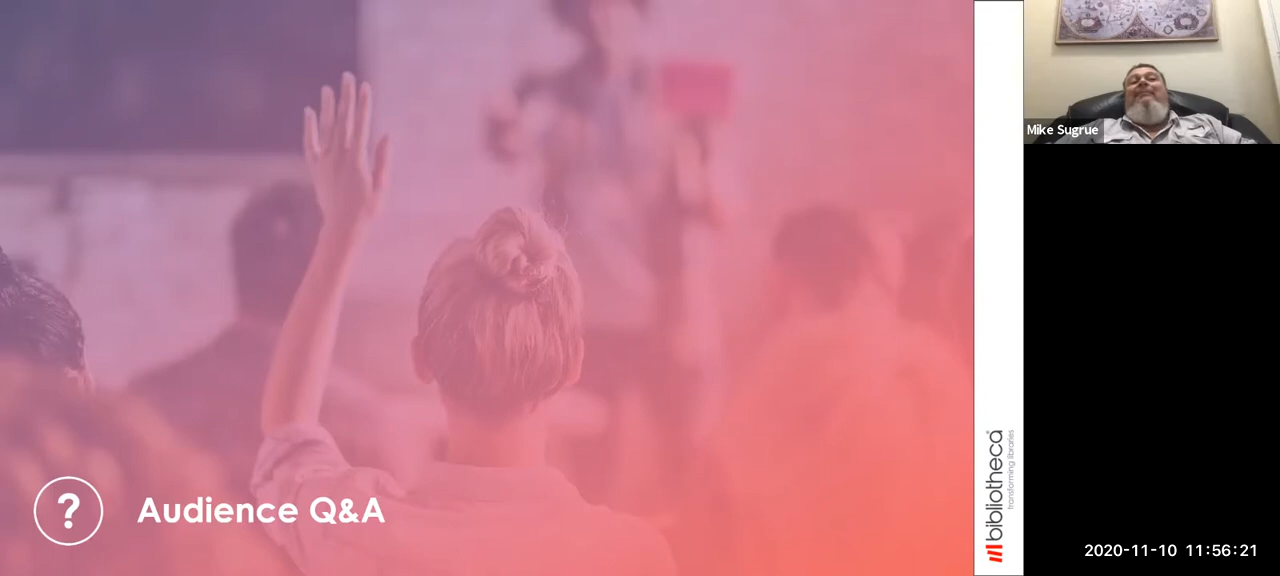 ?
Audience Q&A
bibliotheca
transforming libraries
Mike Sugrue
2020-11-10 11:56:21